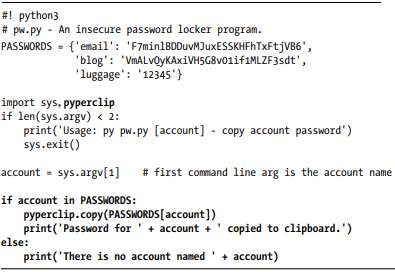 #! python3
# pw.py - An insecure password locker program.
PASSWORDS = {'email': 'F7minlBDDuvMJuxESSKHFhTxFtjVB6',
'blog': 'VmALvQyKAxiVH5G8v01if1MLZF3sdt',
'luggage': '12345'}
import sys, pyperclip
if len(sys.argv) < 2:
print('Usage: py pw.py [account] - copy account password')
sys.exit()
account = sys.argv[1] # first command line arg is the account name
if account in PASSWORDS:
pyperclip.copy(PASSWORDS[account])
print('Password for ' + account + ' copied to clipboard.')
else:
print('There is no account named ' + account)